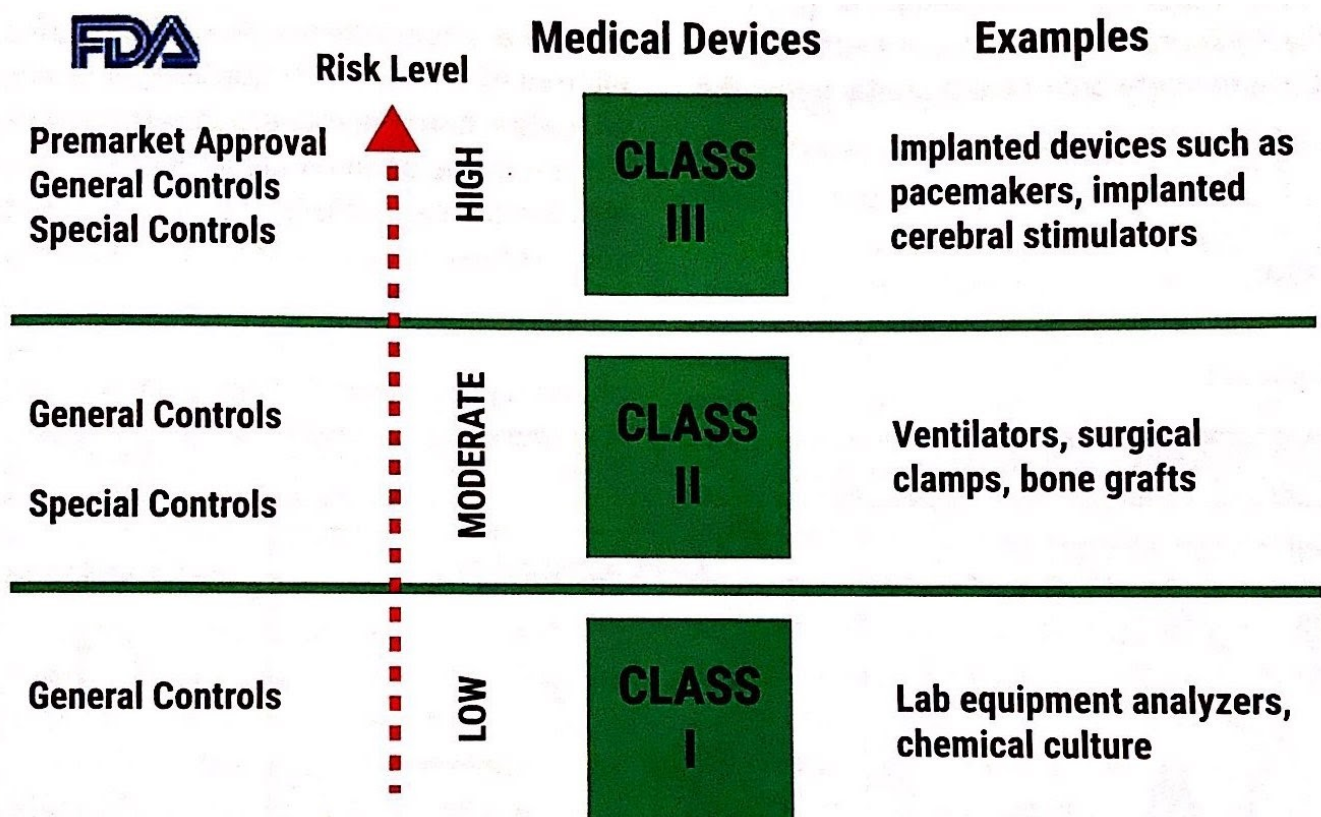 FDA
Risk Level
Medical Devices
Examples
Premarket Approval
General Controls
Special Controls
HIGH
CLASS
III
Implanted devices such as
pacemakers, implanted
cerebral stimulators
General Controls
Special Controls
MODERATE
CLASS
II
Ventilators, surgical
clamps, bone grafts
General Controls
LOW
CLASS
I
Lab equipment analyzers,
chemical culture